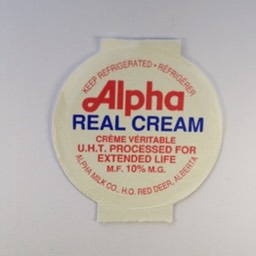 KEEP REFRIGERATED • RÉFRIGÉRER
Alpha
REAL CREAM
CRÈME VÉRITABLE
U.H.T. PROCESSED FOR
EXTENDED LIFE
M.F. 10% M.G.
ALPHA MILK CO., H.O. RED DEER, ALBERTA